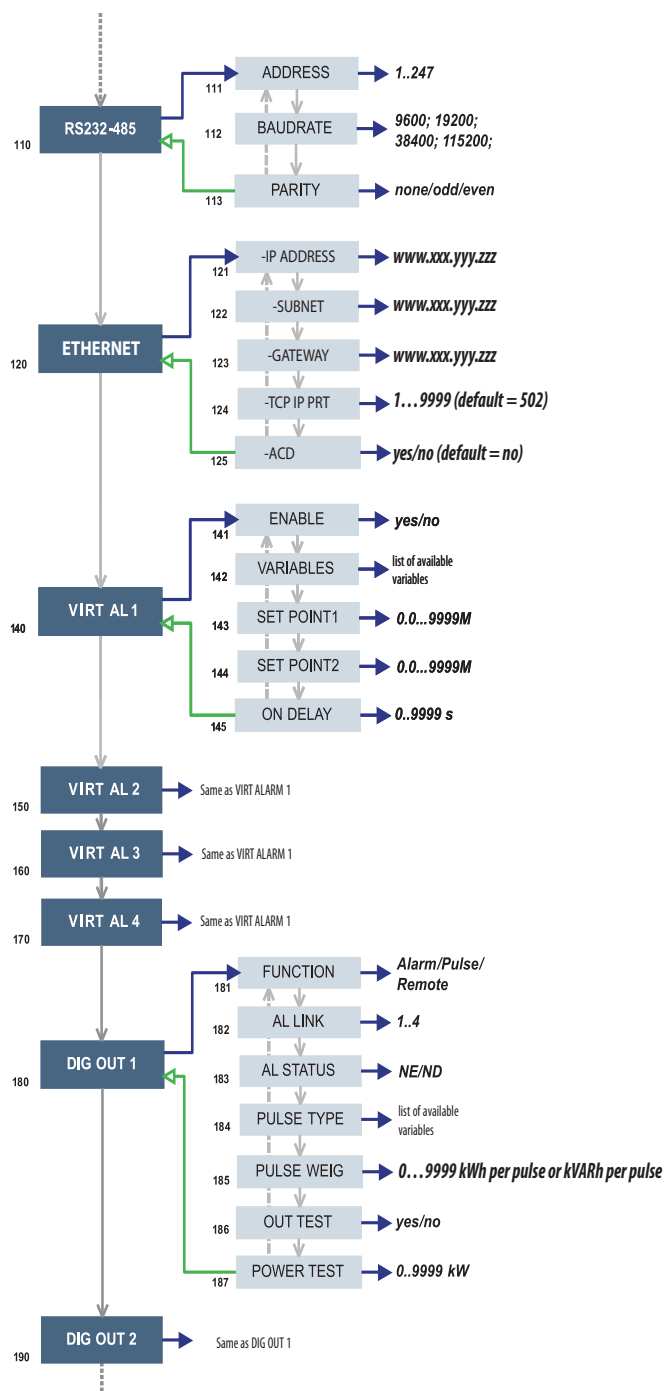 ADDRESS
111
1..247
RS232-485
110
BAUDRATE
112
9600; 19200;
38400; 115200;
PARITY
113
none/odd/even
-IP ADDRESS
121
www.xxx.yyy.zzz
-SUBNET
122
www.xxx.yyy.zzz
ETHERNET
120
-GATEWAY
123
www.xxx.yyy.zzz
-TCP IP PRT
124
1...9999 (default = 502)
-ACD
125
yes/no (default = no)
ENABLE
141
yes/no
VARIABLES
142
list of available
variables
VIRT AL 1
140
SET POINT1
143
0.0...9999M
SET POINT2
144
0.0...9999M
ON DELAY
145
0..9999 s
VIRT AL 2
150
Same as VIRT ALARM 1
VIRT AL 3
160
Same as VIRT ALARM 1
VIRT AL 4
170
Same as VIRT ALARM 1
FUNCTION
181
Alarm/Pulse/
Remote
AL LINK
182
1..4
DIG OUT 1
180
AL STATUS
183
NE/ND
PULSE TYPE
184
list of available
variables
PULSE WEIG
185
0...9999 kWh per pulse or kVARh per pulse
OUT TEST
186
yes/no
POWER TEST
187
0..9999 kW
DIG OUT 2
190
Same as DIG OUT 1